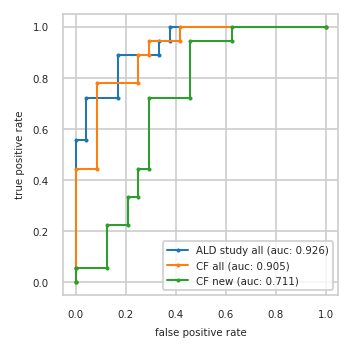 1.0
0.8
0.6
0.4
0.2
0.0
true positive rate
ALD study all (auc: 0.926)
CF all (auc: 0.905)
CF new (auc: 0.711)
0.0 0.2 0.4 0.6 0.8 1.0
false positive rate